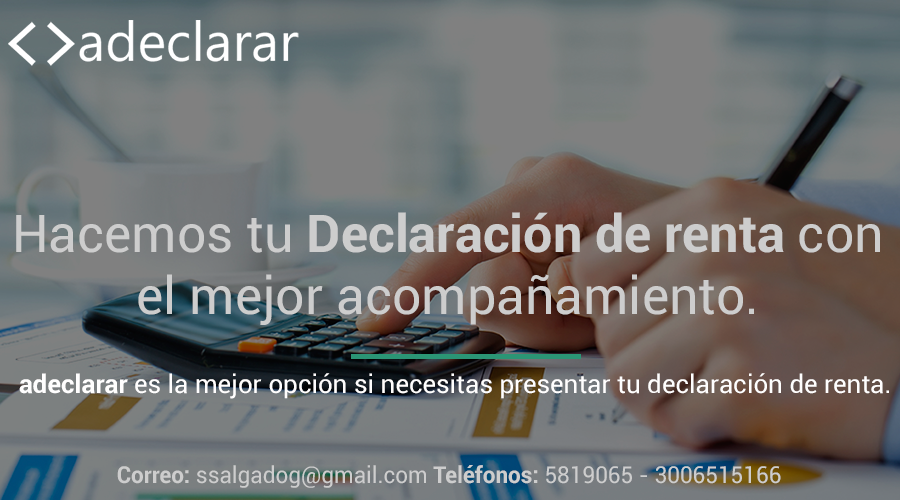 <>adeclarar
Hacemos tu Declaración de renta con
el mejor acompañamiento.
adeclarar es la mejor opción si necesitas presentar tu declaración de renta.
Correo: ssalgadog@gmail.com Teléfonos: 5819065 - 3006515166